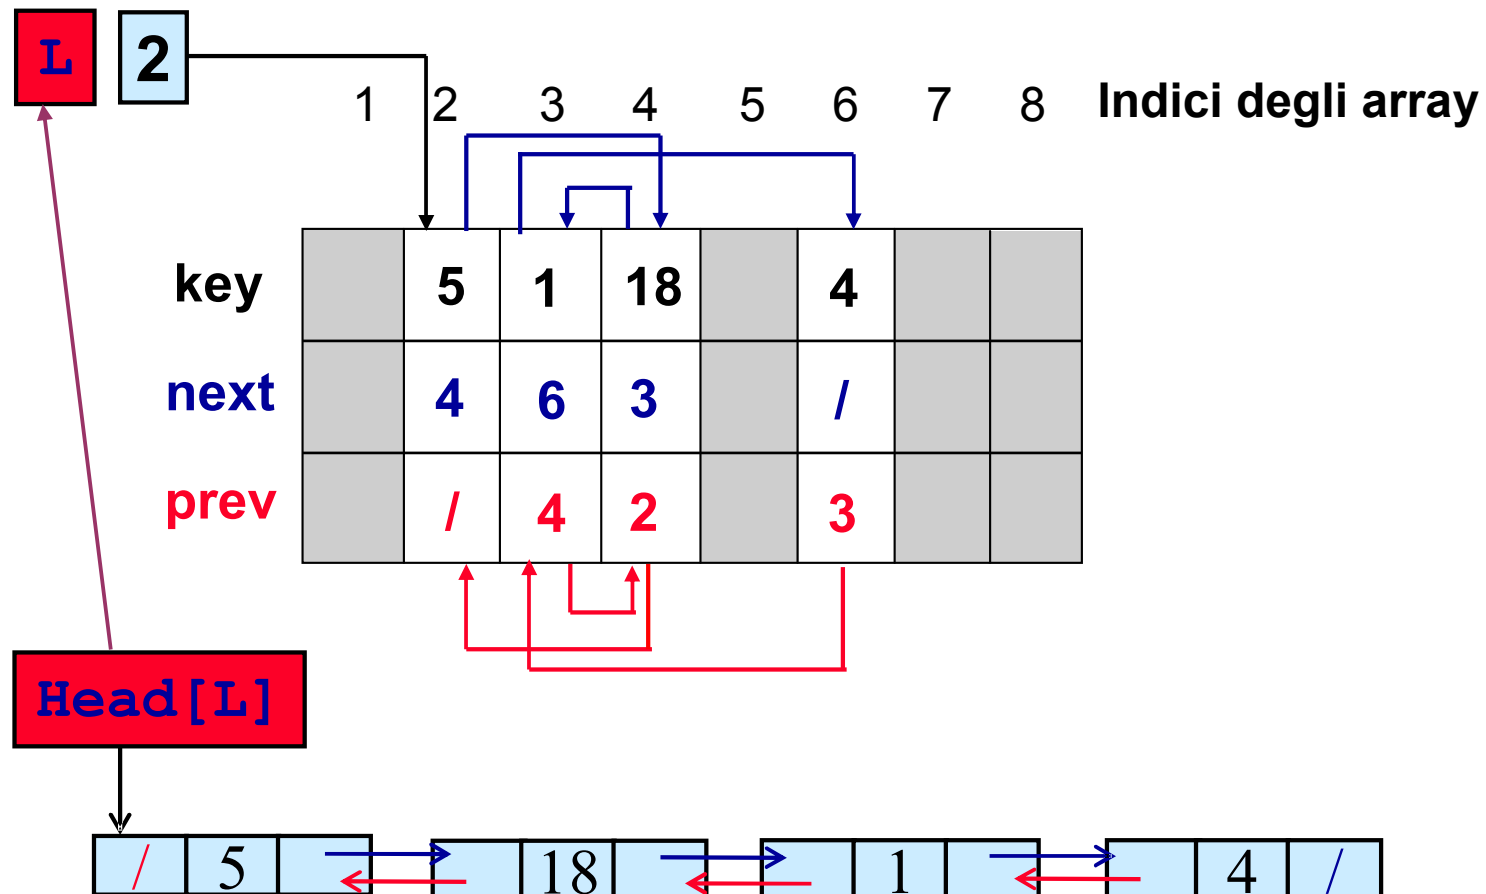 L 2
1 2 3 4 5 6 7 8 Indici degli array
key 5 1 18 4
next 4 6 3 /
prev / 4 2 3
Head[L]
/ 5 18 1 4 /